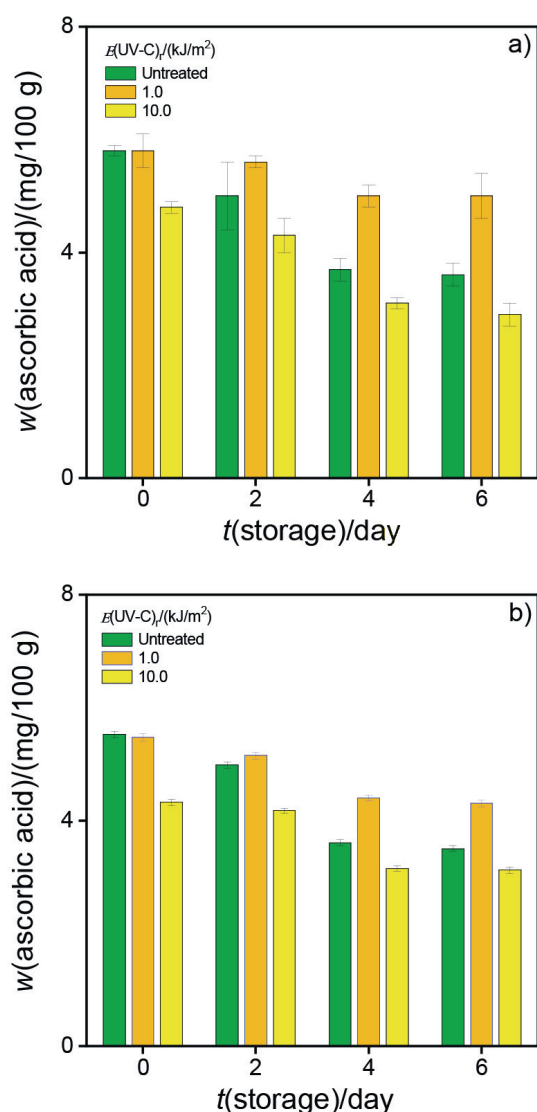 8
a)
E(UV-C)ᵣ/(kJ/m²)
Untreated
1.0
10.0
w(ascorbic acid)/(mg/100 g)
4
0
0 2 4 6
t(storage)/day
8
b)
E(UV-C)ᵣ/(kJ/m²)
Untreated
1.0
10.0
w(ascorbic acid)/(mg/100 g)
4
0
0 2 4 6
t(storage)/day